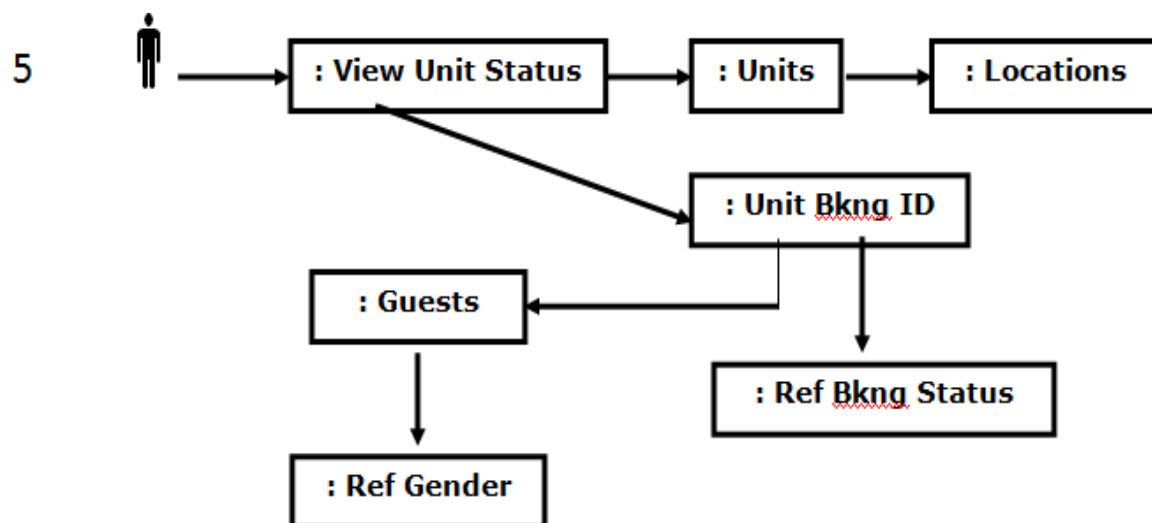 5
: View Unit Status
: Units
: Locations
: Unit Bkng ID
: Guests
: Ref Bkng Status
: Ref Gender